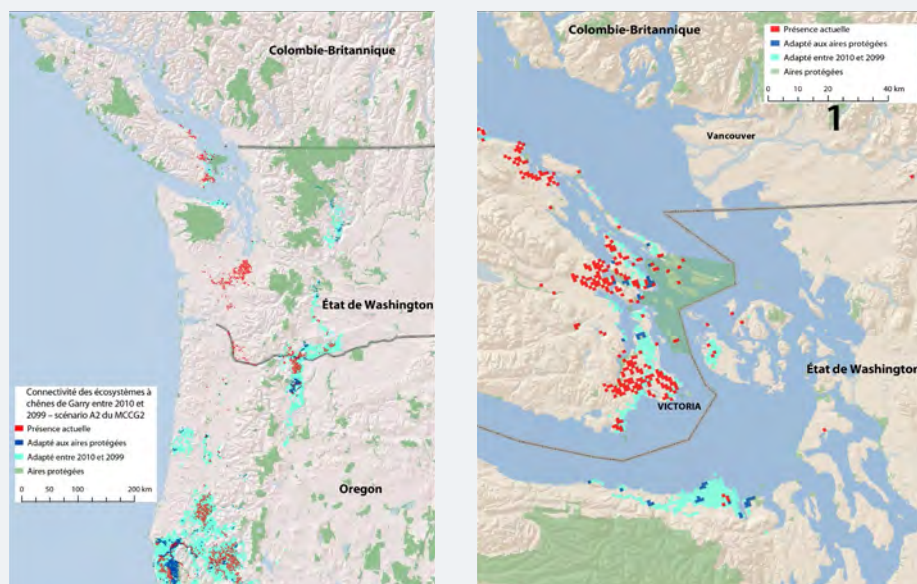 Colombie-Britannique
État de Washington
Connectivité des écosystèmes à
chênes de Garry entre 2010 et
2099 – scénario A2 du MCCG2
Présence actuelle
Adapté aux aires protégées
Adapté entre 2010 et 2099
Aires protégées
0 50 100 200 km
Oregon
Colombie-Britannique
Présence actuelle
Adapté aux aires protégées
Adapté entre 2010 et 2099
Aires protégées
0 10 20 40 km
1
Vancouver
État de Washington
VICTORIA